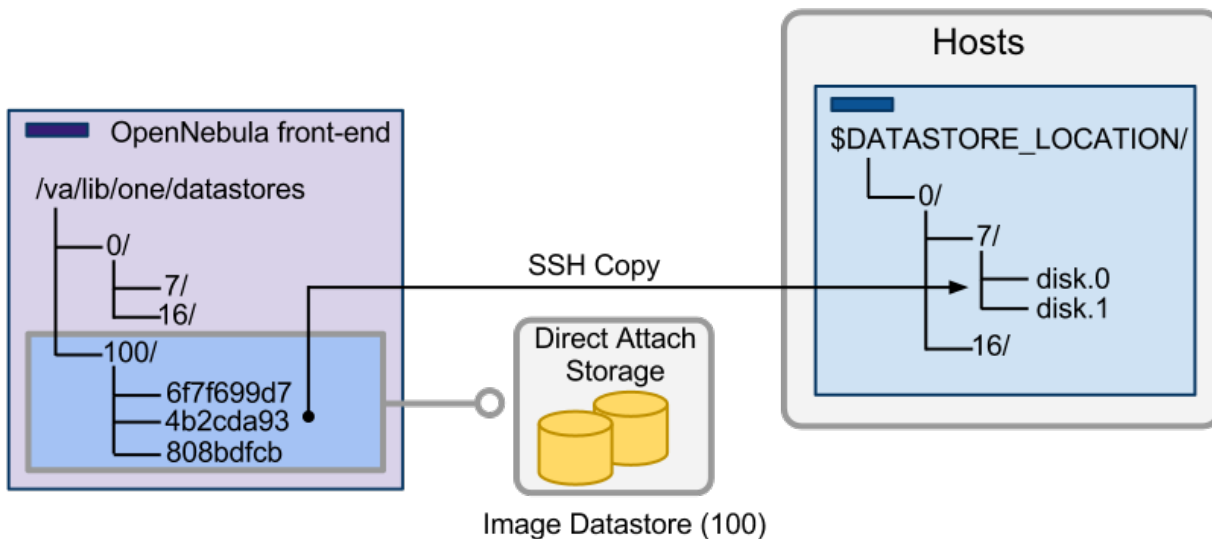 Hosts
OpenNebula front-end
$DATASTORE_LOCATION/
/va/lib/one/datastores
0/
7/
16/
100/
6f7f699d7
4b2cda93
808bdfcb
SSH Copy
Direct Attach
Storage
Image Datastore (100)
0/
7/
disk.0
disk.1
16/